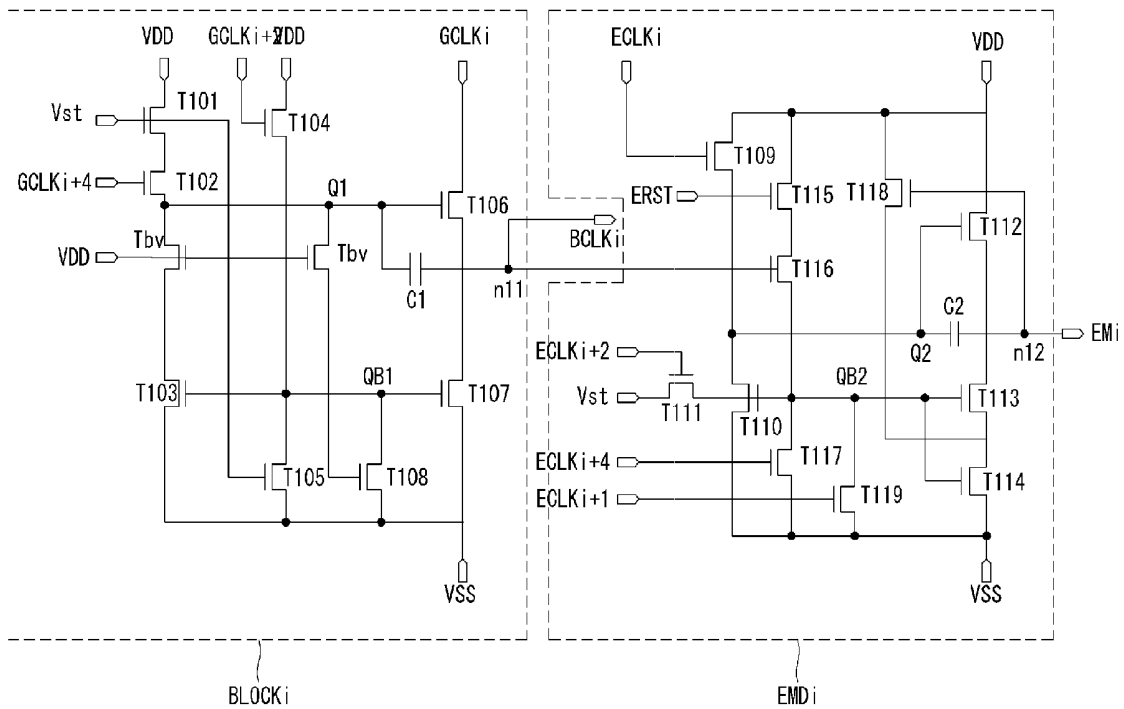 VDD
GCLKi+2
VDD
GCLKi
ECLKi
VDD
Vst
T101
T104
GCLKi+4
T102
Q1
T106
T109
ERST
T115
T118
BCLKi
T112
VDD
Tbv
Tbv
C1
n11
T116
C2
Q2
n12
EMi
ECLKi+2
T103
QB1
T107
Vst
T111
T110
QB2
T113
T105
T108
ECLKi+4
T117
T114
ECLKi+1
T119
VSS
VSS
BLOCKi
EMDi